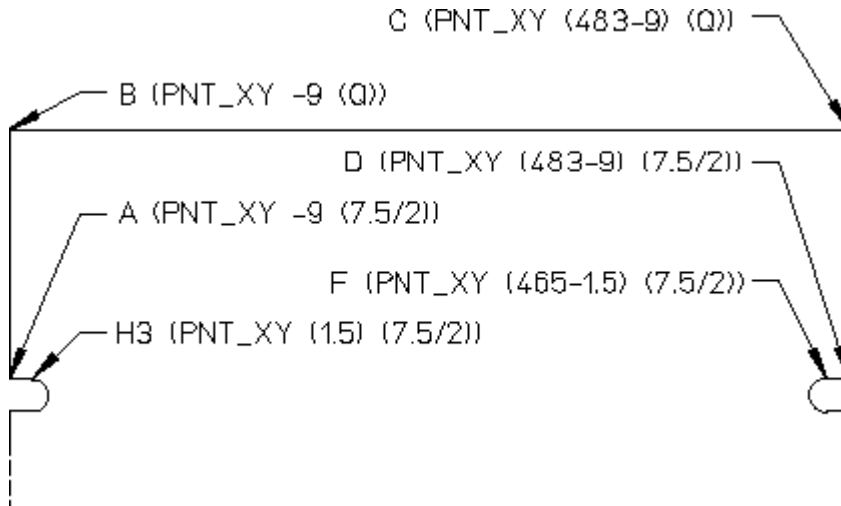 C (PNT_XY (483-9) (Q))
B (PNT_XY -9 (Q))
D (PNT_XY (483-9) (7.5/2))
A (PNT_XY -9 (7.5/2))
F (PNT_XY (465-1.5) (7.5/2))
H3 (PNT_XY (1.5) (7.5/2))